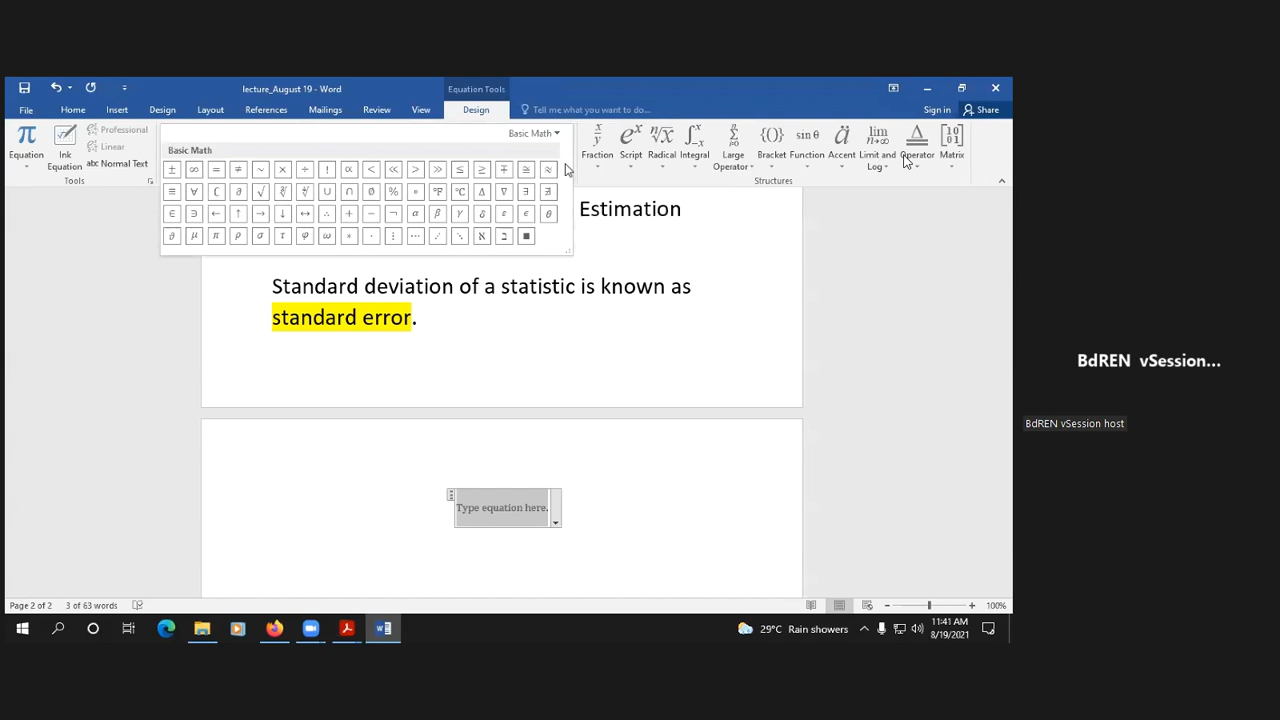 lecture_August 19 - Word
Equation Tools
File Home Insert Design Layout References Mailings Review View Design Tell me what you want to do... Sign in Share
Equation
Ink Equation
Professional
Linear
abc Normal Text
Tools
Basic Math
Basic Math
± ∞ = ≠ ~ × ÷ ! ∝ < ≪ > ≫ ≤ ≥ ∓ ≅ ≈
≡ ∀ ∁ ∂ √ ∛ ∜ ∪ ∩ ∅ % ° °F °C ∆ ∇ ∃ ∄
∈ ∋ ← ↑ → ↓ ↔ ∴ + − ¬ α β γ δ ε ϵ θ
ϑ μ π ρ σ τ φ ω * ∙ ⋮ ⋯ ⋰ ⋱ ℵ ℶ ∎
Fraction Script Radical Integral Large Operator Bracket Function Accent Limit and Log Operator Matrix
Structures
Estimation
Standard deviation of a statistic is known as
standard error.
Type equation here.
Page 2 of 2 3 of 63 words 100%
29°C Rain showers
11:41 AM
8/19/2021
BdREN vSession...
BdREN vSession host